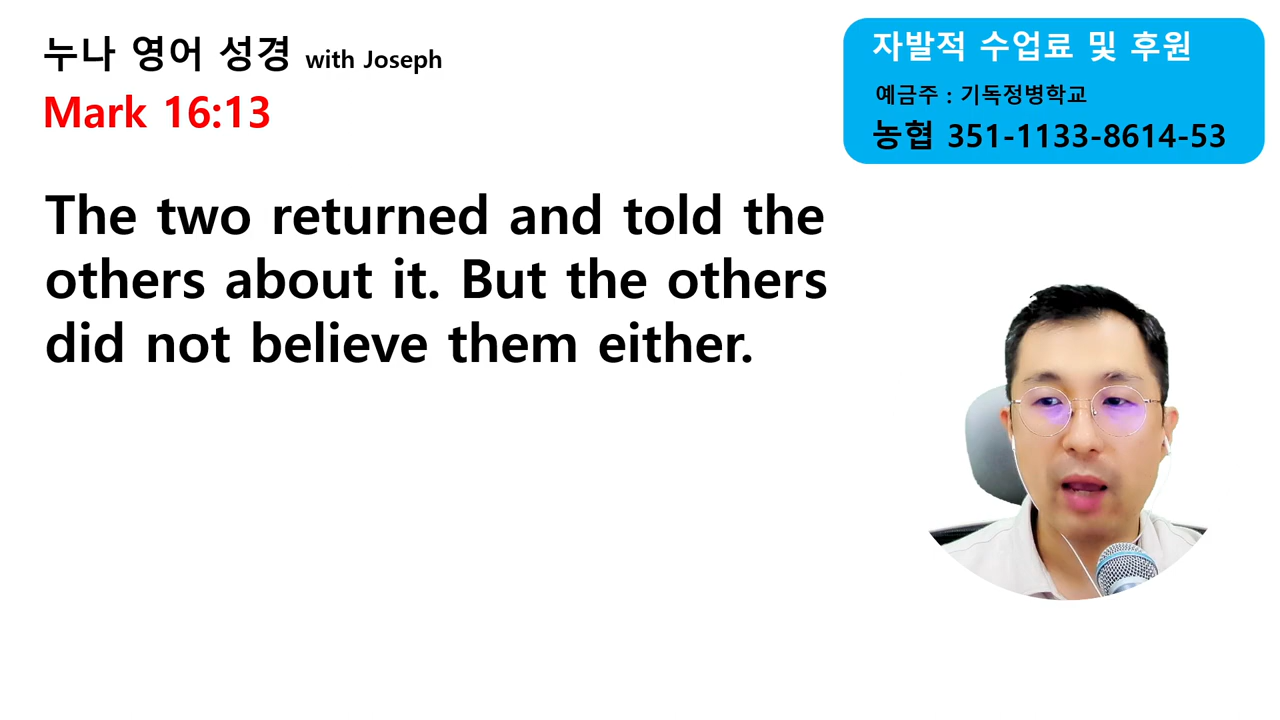 누나 영어 성경 with Joseph
Mark 16:13
자발적 수업료 및 후원
예금주 : 기독정병학교
농협 351-1133-8614-53
The two returned and told the
others about it. But the others
did not believe them either.